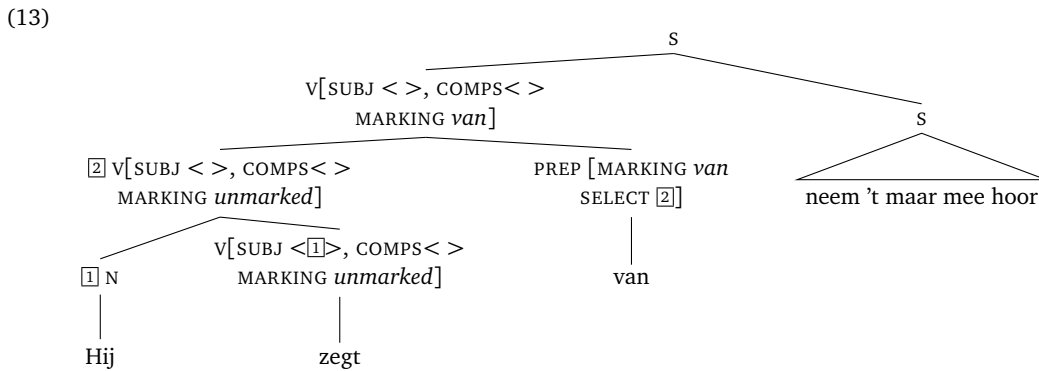 (13)
S
V[SUBJ < >, COMPS< >
MARKING van]
S
2 V[SUBJ < >, COMPS< >
MARKING unmarked]
PREP [MARKING van
SELECT 2]
neem 't maar mee hoor
V[SUBJ <1>, COMPS< >
MARKING unmarked]
1 N
van
Hij
zegt